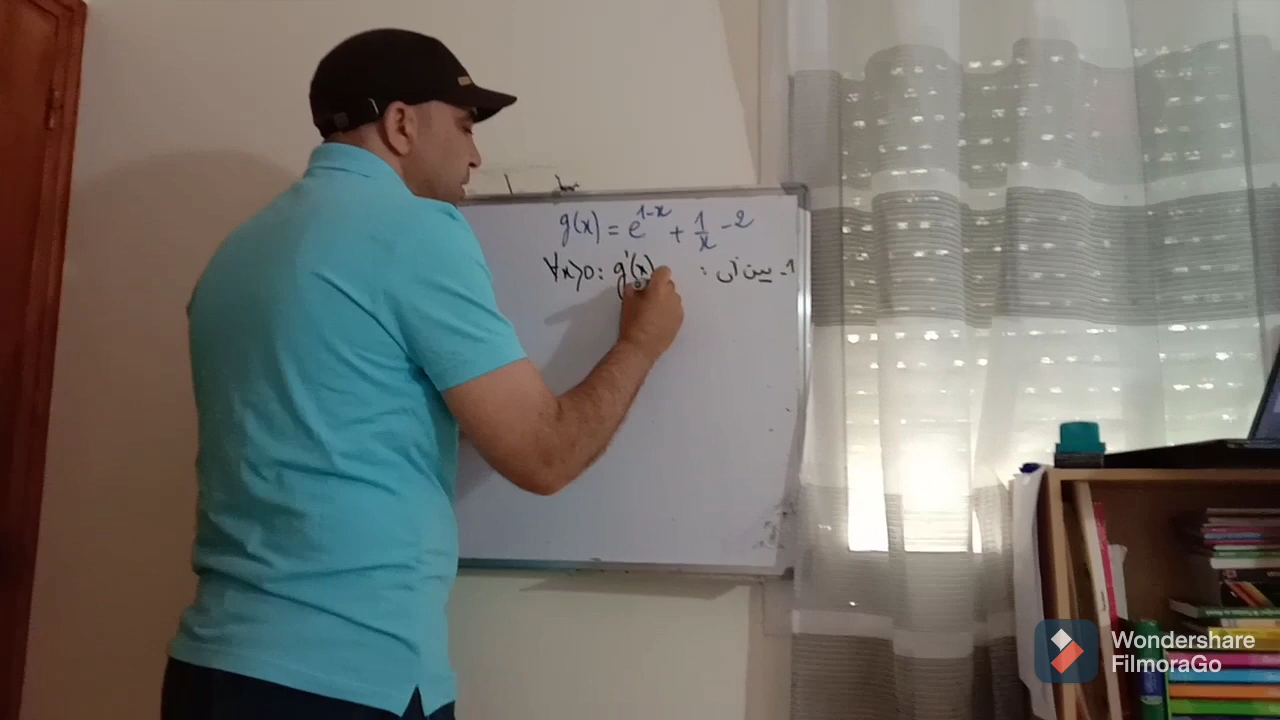 g(x) = e^{1-x} + 1/x - 2
1- بين أن : ∀x>0 : g'(x)
Wondershare
FilmoraGo